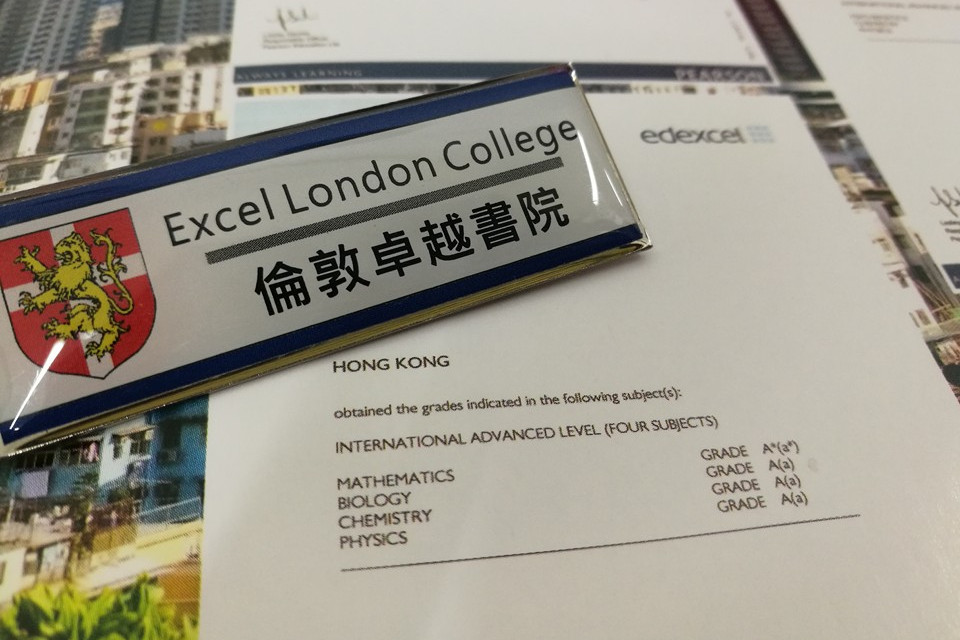 ALWAYS LEARNING
PEARSON
edexcel
Excel London College
倫敦卓越書院
HONG KONG
obtained the grades indicated in the following subject(s):
INTERNATIONAL ADVANCED LEVEL (FOUR SUBJECTS)
MATHEMATICS GRADE A*(a*)
BIOLOGY GRADE A(a)
CHEMISTRY GRADE A(a)
PHYSICS GRADE A(a)